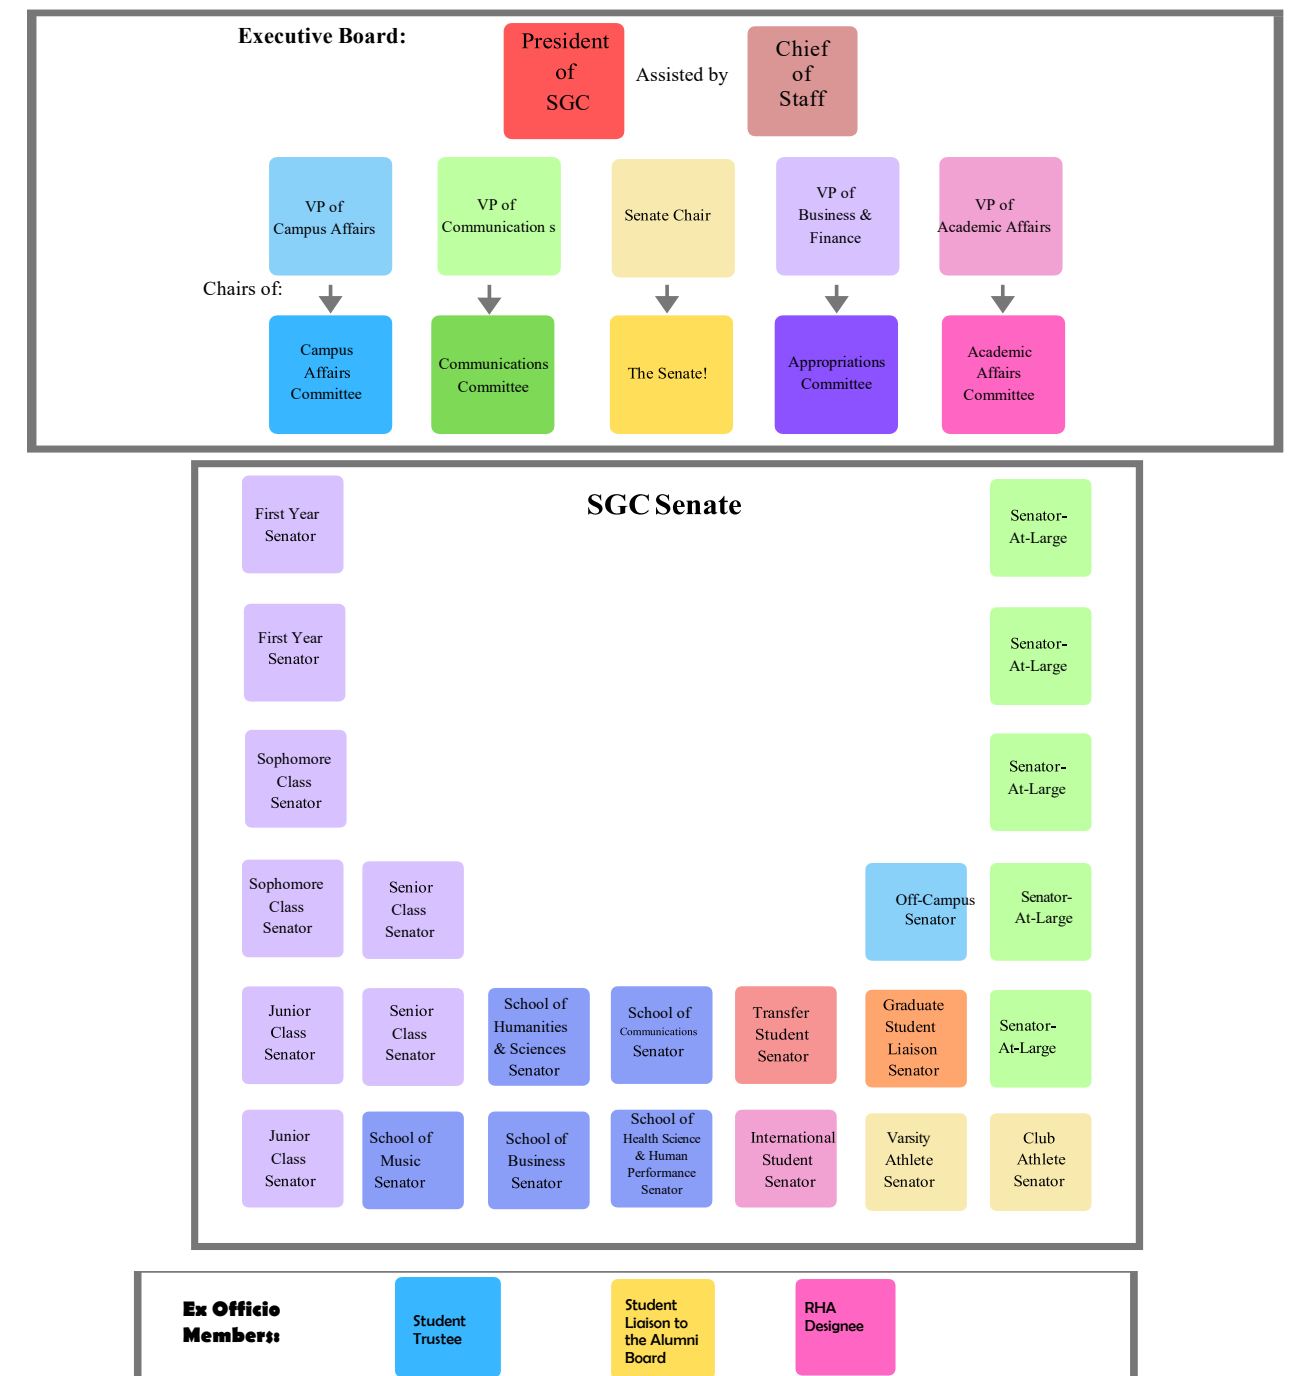 Executive Board:
President
of
SGC
Assisted by
Chief
of
Staff
VP of
Campus Affairs
VP of
Communication s
Senate Chair
VP of
Business &
Finance
VP of
Academic Affairs
Chairs of:
Campus
Affairs
Committee
Communications
Committee
The Senate!
Appropriations
Committee
Academic
Affairs
Committee
SGC Senate
First Year
Senator
Senator-
At-Large
First Year
Senator
Senator-
At-Large
Sophomore
Class
Senator
Senator-
At-Large
Sophomore
Class
Senator
Senior
Class
Senator
Off-Campus
Senator
Senator-
At-Large
Junior
Class
Senator
Senior
Class
Senator
School of
Humanities
& Sciences
Senator
School of
Communications
Senator
Transfer
Student
Senator
Graduate
Student
Liaison
Senator
Senator-
At-Large
Junior
Class
Senator
School of
Music
Senator
School of
Business
Senator
School of
Health Science
& Human
Performance
Senator
International
Student
Senator
Varsity
Athlete
Senator
Club
Athlete
Senator
Ex Officio
Members:
Student
Trustee
Student
Liaison to
the Alumni
Board
RHA
Designee